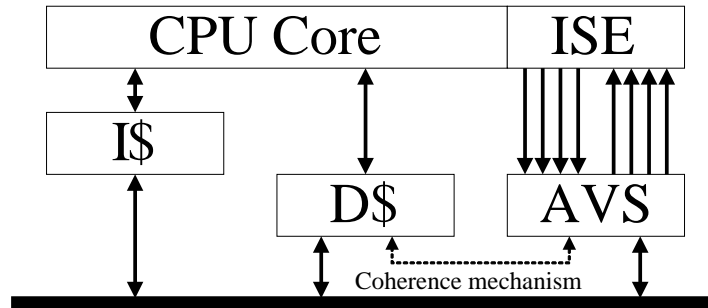 CPU Core
ISE
I$
D$
AVS
Coherence mechanism